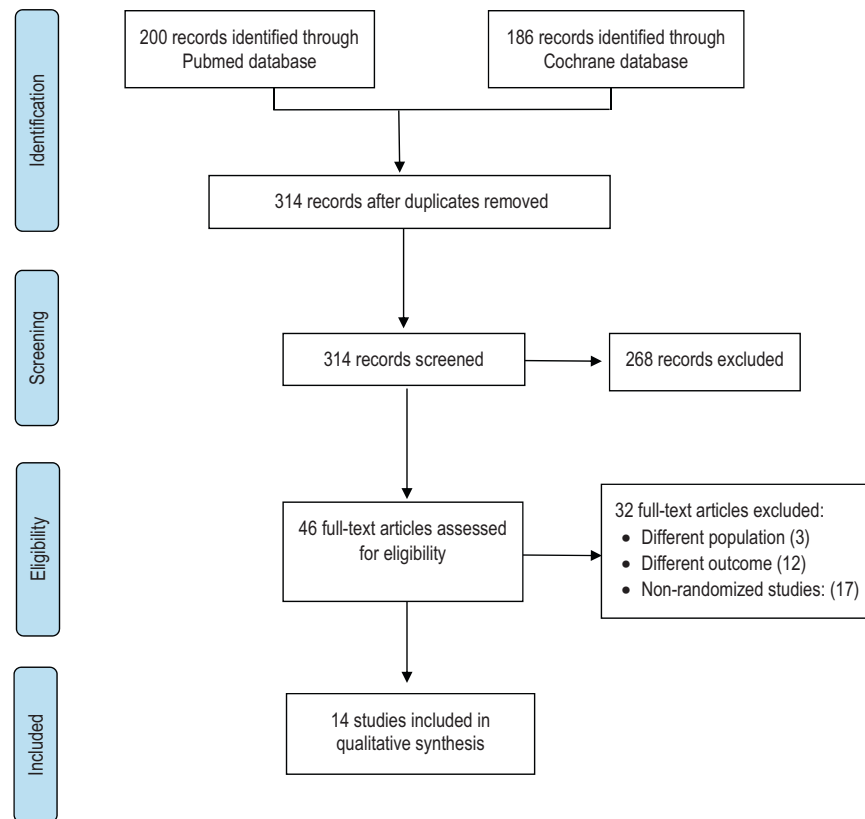 Identification
200 records identified through
Pubmed database
186 records identified through
Cochrane database
314 records after duplicates removed
Screening
314 records screened
268 records excluded
Eligibility
46 full-text articles assessed
for eligibility
32 full-text articles excluded:
• Different population (3)
• Different outcome (12)
• Non-randomized studies: (17)
Included
14 studies included in
qualitative synthesis